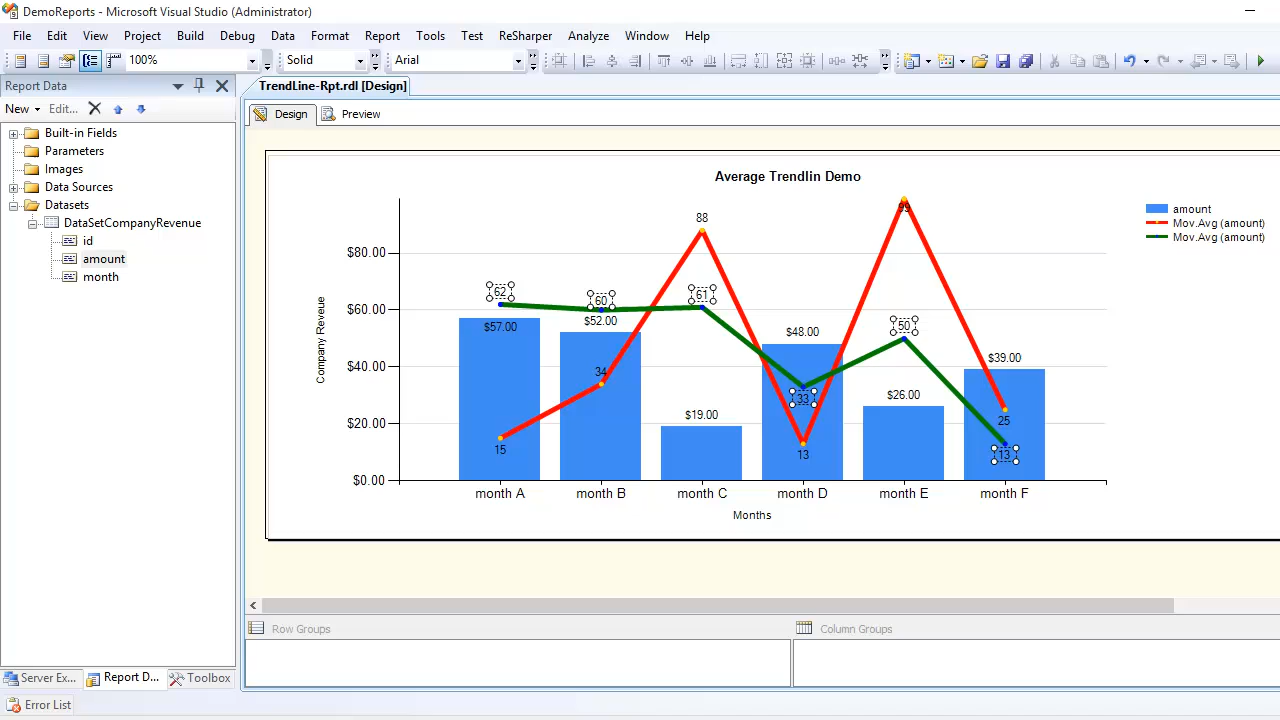 DemoReports - Microsoft Visual Studio (Administrator)
File Edit View Project Build Debug Data Format Report Tools Test ReSharper Analyze Window Help
100% Solid Arial
Report Data
TrendLine-Rpt.rdl [Design]
New Edit...
Design Preview
Built-in Fields
Parameters
Images
Data Sources
Datasets
DataSetCompanyRevenue
id
amount
month
Average Trendlin Demo
amount
Mov.Avg (amount)
Mov.Avg (amount)
Company Reveue
$80.00
$60.00
$40.00
$20.00
$0.00
88
99
62
60
61
50
$57.00
$52.00
$48.00
$39.00
34
33
$26.00
$19.00
25
15
13
13
month A month B month C month D month E month F
Months
Row Groups
Column Groups
Server Ex... Report D... Toolbox
Error List